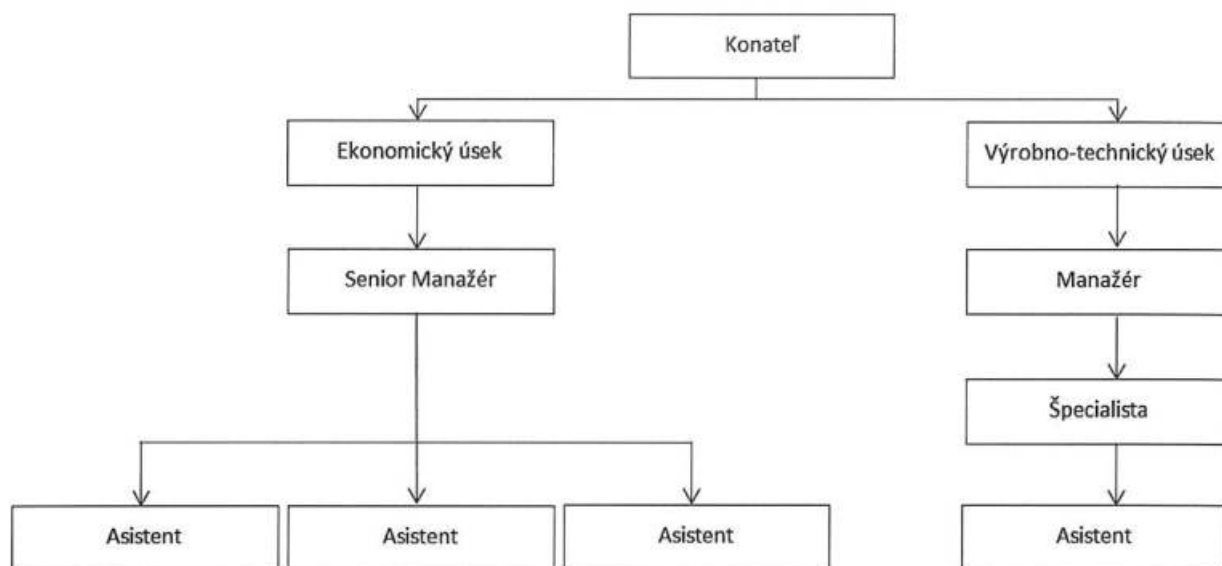 Konateľ
Ekonomický úsek
Výrobno-technický úsek
Senior Manažér
Manažér
Špecialista
Asistent
Asistent
Asistent
Asistent